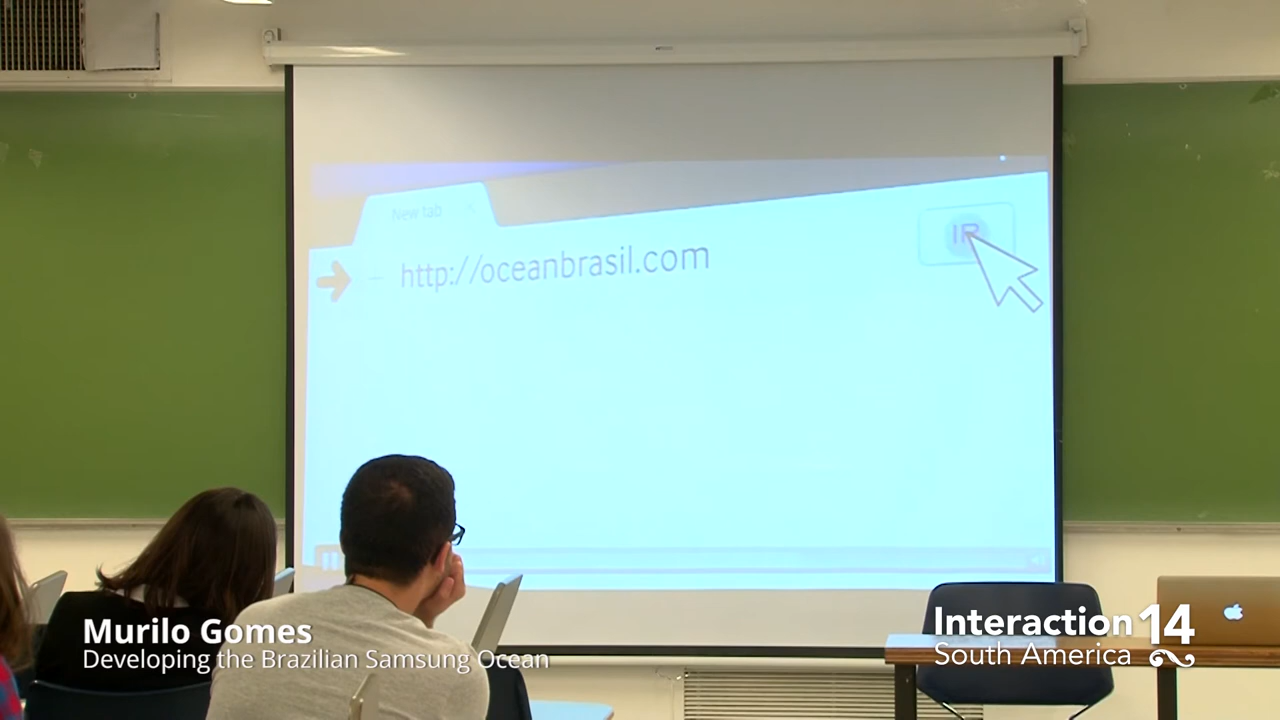 New tab
http://oceanbrasil.com
IR
Murilo Gomes
Developing the Brazilian Samsung Ocean
Interaction 14
South America